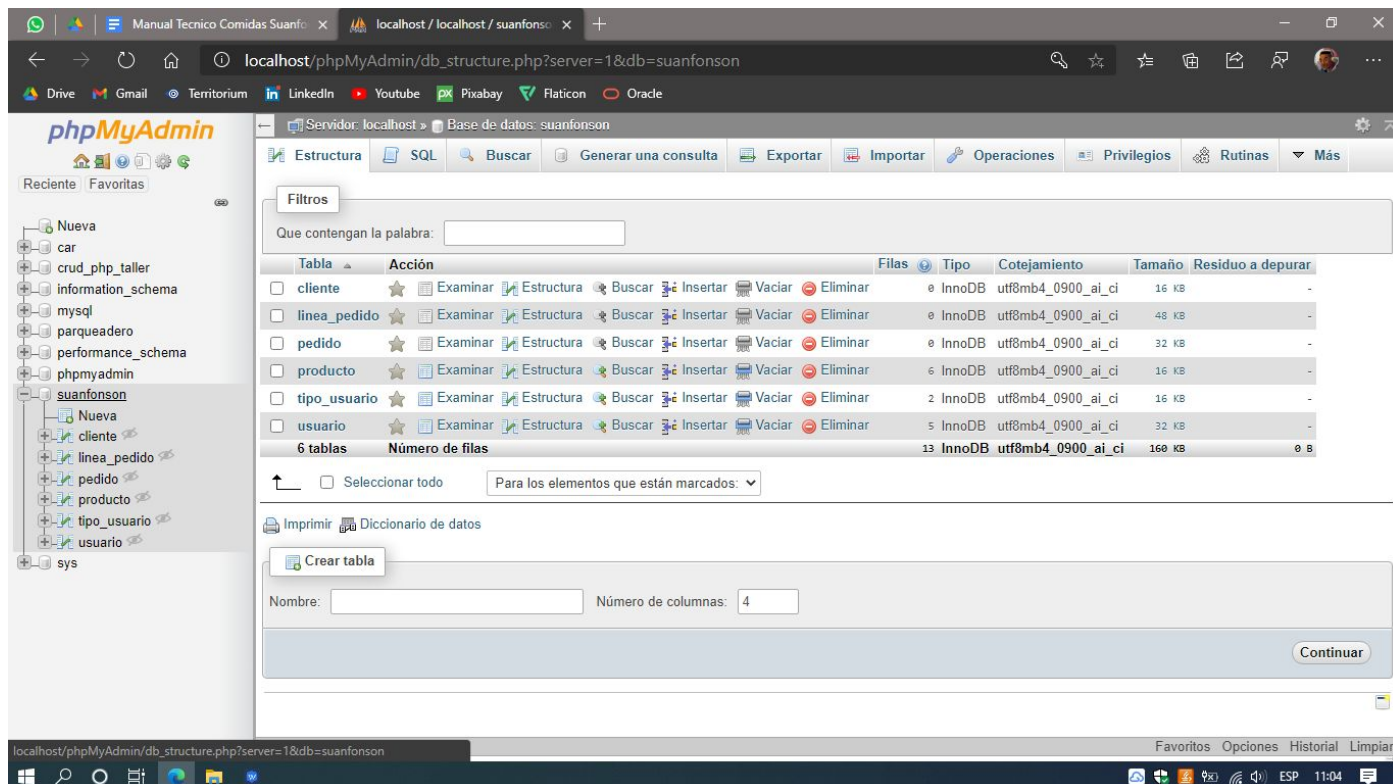 Manual Tecnico Comidas Suanfo
localhost / localhost / suanfonso
localhost/phpMyAdmin/db_structure.php?server=1&db=suanfonson
Drive Gmail Territorium LinkedIn Youtube Pixabay Flaticon Oracle
phpMyAdmin
Reciente Favoritas
Nueva
car
crud_php_taller
information_schema
mysql
parqueadero
performance_schema
phpmyadmin
suanfonson
Nueva
cliente
linea_pedido
pedido
producto
tipo_usuario
usuario
sys
Servidor: localhost » Base de datos: suanfonson
Estructura SQL Buscar Generar una consulta Exportar Importar Operaciones Privilegios Rutinas Más
Filtros
Que contengan la palabra:
Tabla Acción Filas Tipo Cotejamiento Tamaño Residuo a depurar
cliente Examinar Estructura Buscar Insertar Vaciar Eliminar 0 InnoDB utf8mb4_0900_ai_ci 16 KB -
linea_pedido Examinar Estructura Buscar Insertar Vaciar Eliminar 0 InnoDB utf8mb4_0900_ai_ci 48 KB -
pedido Examinar Estructura Buscar Insertar Vaciar Eliminar 0 InnoDB utf8mb4_0900_ai_ci 32 KB -
producto Examinar Estructura Buscar Insertar Vaciar Eliminar 6 InnoDB utf8mb4_0900_ai_ci 16 KB -
tipo_usuario Examinar Estructura Buscar Insertar Vaciar Eliminar 2 InnoDB utf8mb4_0900_ai_ci 16 KB -
usuario Examinar Estructura Buscar Insertar Vaciar Eliminar 5 InnoDB utf8mb4_0900_ai_ci 32 KB -
6 tablas Número de filas 13 InnoDB utf8mb4_0900_ai_ci 160 KB 0 B
Seleccionar todo Para los elementos que están marcados:
Imprimir Diccionario de datos
Crear tabla
Nombre: Número de columnas: 4
Continuar
localhost/phpMyAdmin/db_structure.php?server=1&db=suanfonson
Favoritos Opciones Historial Limpiar
ESP 11:04